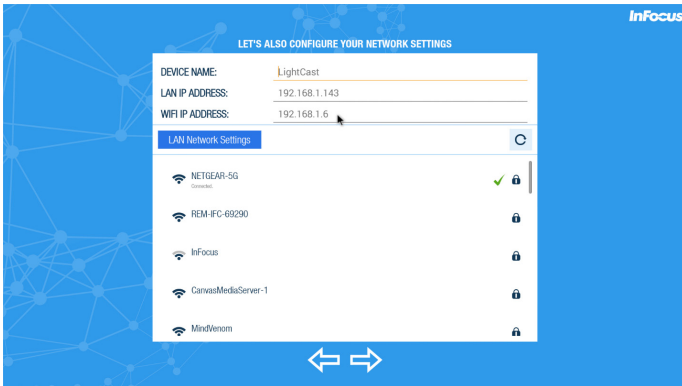 InFocus
LET'S ALSO CONFIGURE YOUR NETWORK SETTINGS
DEVICE NAME: LightCast
LAN IP ADDRESS: 192.168.1.143
WIFI IP ADDRESS: 192.168.1.6
LAN Network Settings
NETGEAR-5G
Connected.
REM-IFC-69290
InFocus
CanvasMediaServer-1
MindVenom